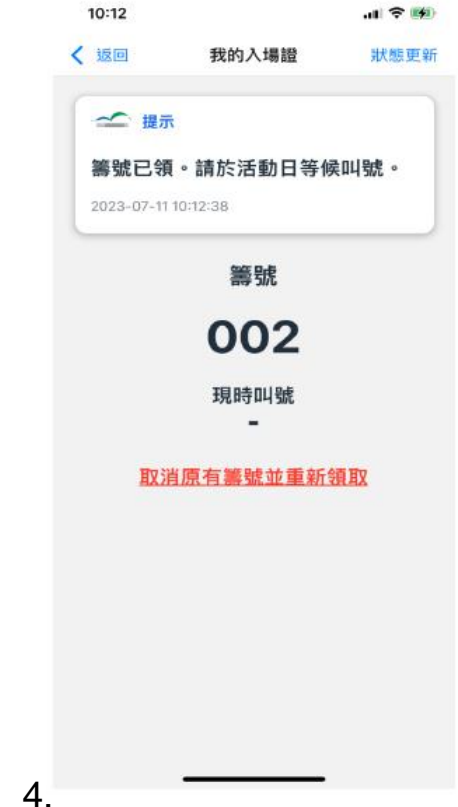 10:12
返回 我的入場證 狀態更新
提示
籌號已領。請於活動日等候叫號。
2023-07-11 10:12:38
籌號
002
現時叫號
-
取消原有籌號並重新領取
4.